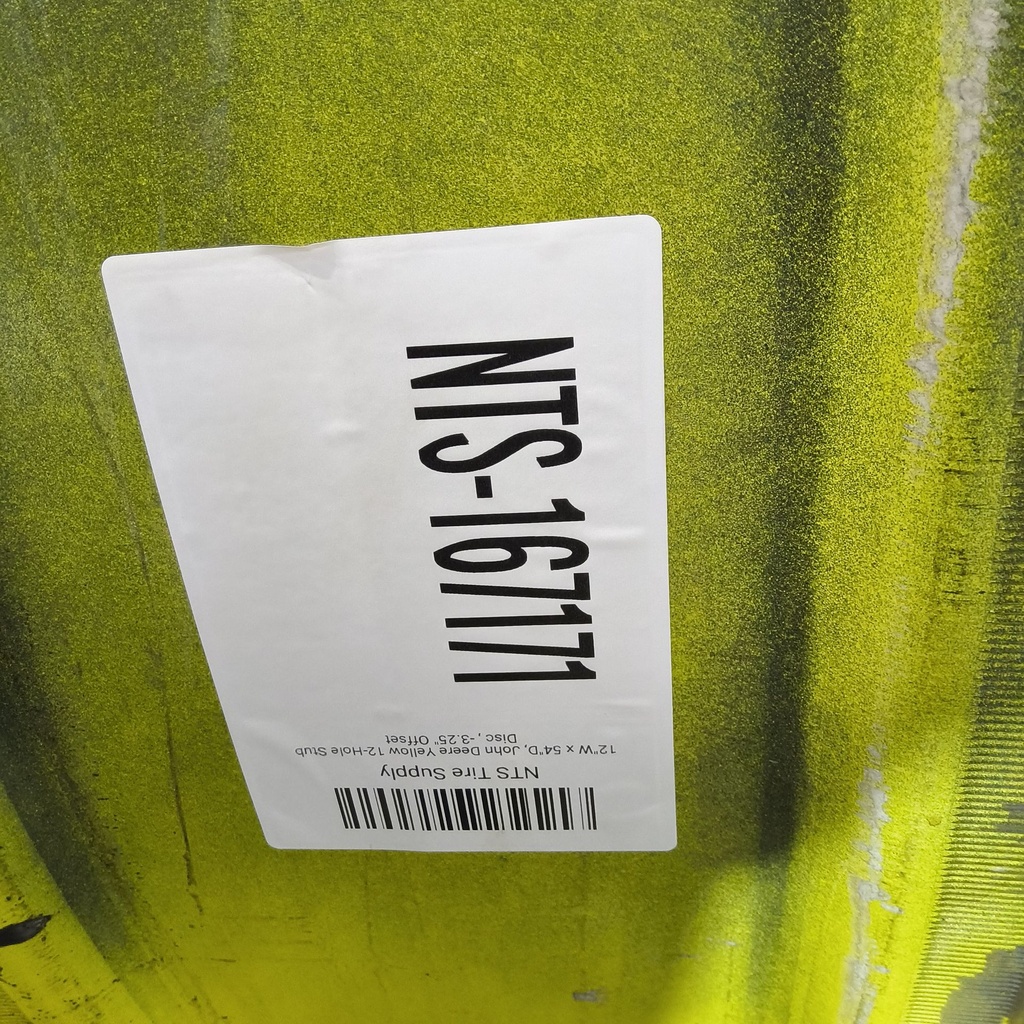 NTS Tire Supply
12"W x 54"D, John Deere Yellow 12-Hole Stub
Disc , -3.25" Offset
NTS-167171